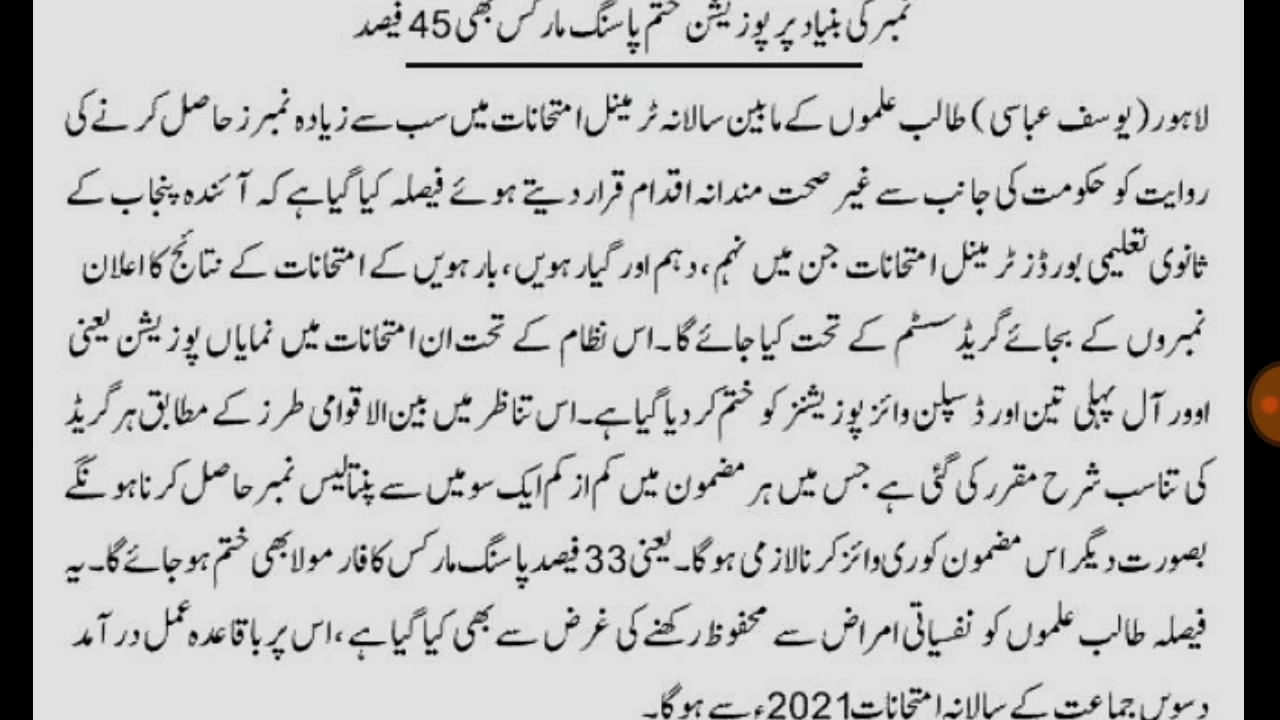 نمبر کی بنیاد پر پوزیشن ختم پاسنگ مارکس بھی 45 فیصد
لاہور (یوسف عباسی) طالب علموں کے مابین سالانہ ٹرمینل امتحانات میں سب سے زیادہ نمبرز حاصل کرنے کی
روایت کو حکومت کی جانب سے غیر صحت مندانہ اقدام قرار دیتے ہوئے فیصلہ کیا گیا ہے کہ آئندہ پنجاب کے
ثانوی تعلیمی بورڈز ٹرمینل امتحانات جن میں نہم، دہم اور گیارہویں، بارہویں کے امتحانات کے نتائج کا اعلان
نمبروں کے بجائے گریڈ سسٹم کے تحت کیا جائے گا۔ اس نظام کے تحت ان امتحانات میں نمایاں پوزیشن یعنی
اوور آل پہلی تین اور ڈسپلن وائز پوزیشنز کو ختم کر دیا گیا ہے۔ اس تناظر میں بین الاقوامی طرز کے مطابق ہر گریڈ
کی تناسب شرح مقرر کی گئی ہے جس میں ہر مضمون میں کم از کم ایک سو میں سے پنتالیس نمبر حاصل کرنا ہونگے
بصورت دیگر اس مضمون کو ری وائز کرنا لازمی ہو گا۔ یعنی 33 فیصد پاسنگ مارکس کا فارمولا بھی ختم ہو جائے گا۔ یہ
فیصلہ طالب علموں کو نفسیاتی امراض سے محفوظ رکھنے کی غرض سے بھی کیا گیا ہے، اس پر باقاعدہ عمل در آمد
دسویں جماعت کے سالانہ امتحانات 2021ء سے ہو گا۔